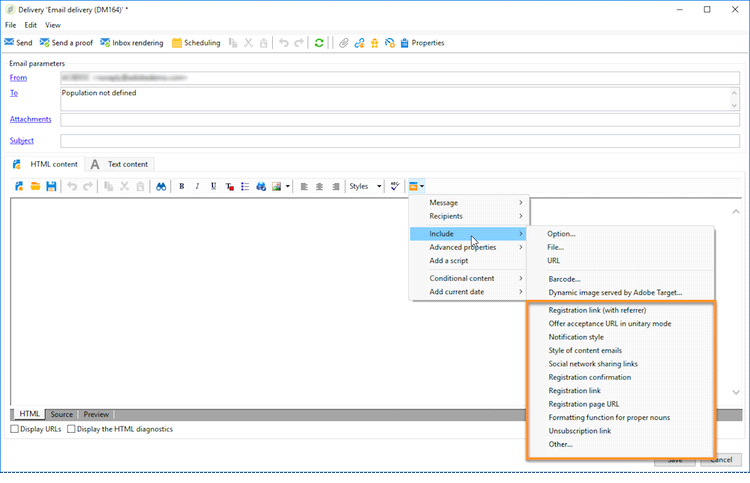 Delivery 'Email delivery (DM164)' *
File Edit View
Send Send a proof Inbox rendering Scheduling Properties
Email parameters
From
To Population not defined
Attachments
Subject
HTML content Text content
B I U T Styles ABC
Message
Recipients
Include
Advanced properties
Add a script
Conditional content
Add current date
Option...
File...
URL
Barcode...
Dynamic image served by Adobe Target...
Registration link (with referrer)
Offer acceptance URL in unitary mode
Notification style
Style of content emails
Social network sharing links
Registration confirmation
Registration link
Registration page URL
Formatting function for proper nouns
Unsubscription link
Other...
HTML Source Preview
Display URLs Display the HTML diagnostics
Save Cancel